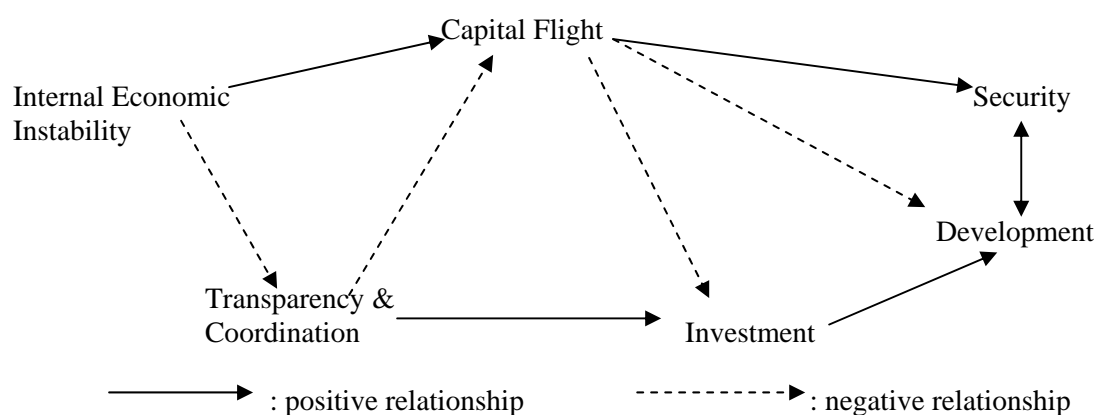 Capital Flight
Internal Economic
Instability
Security
Development
Transparency &
Coordination
Investment
: positive relationship
: negative relationship